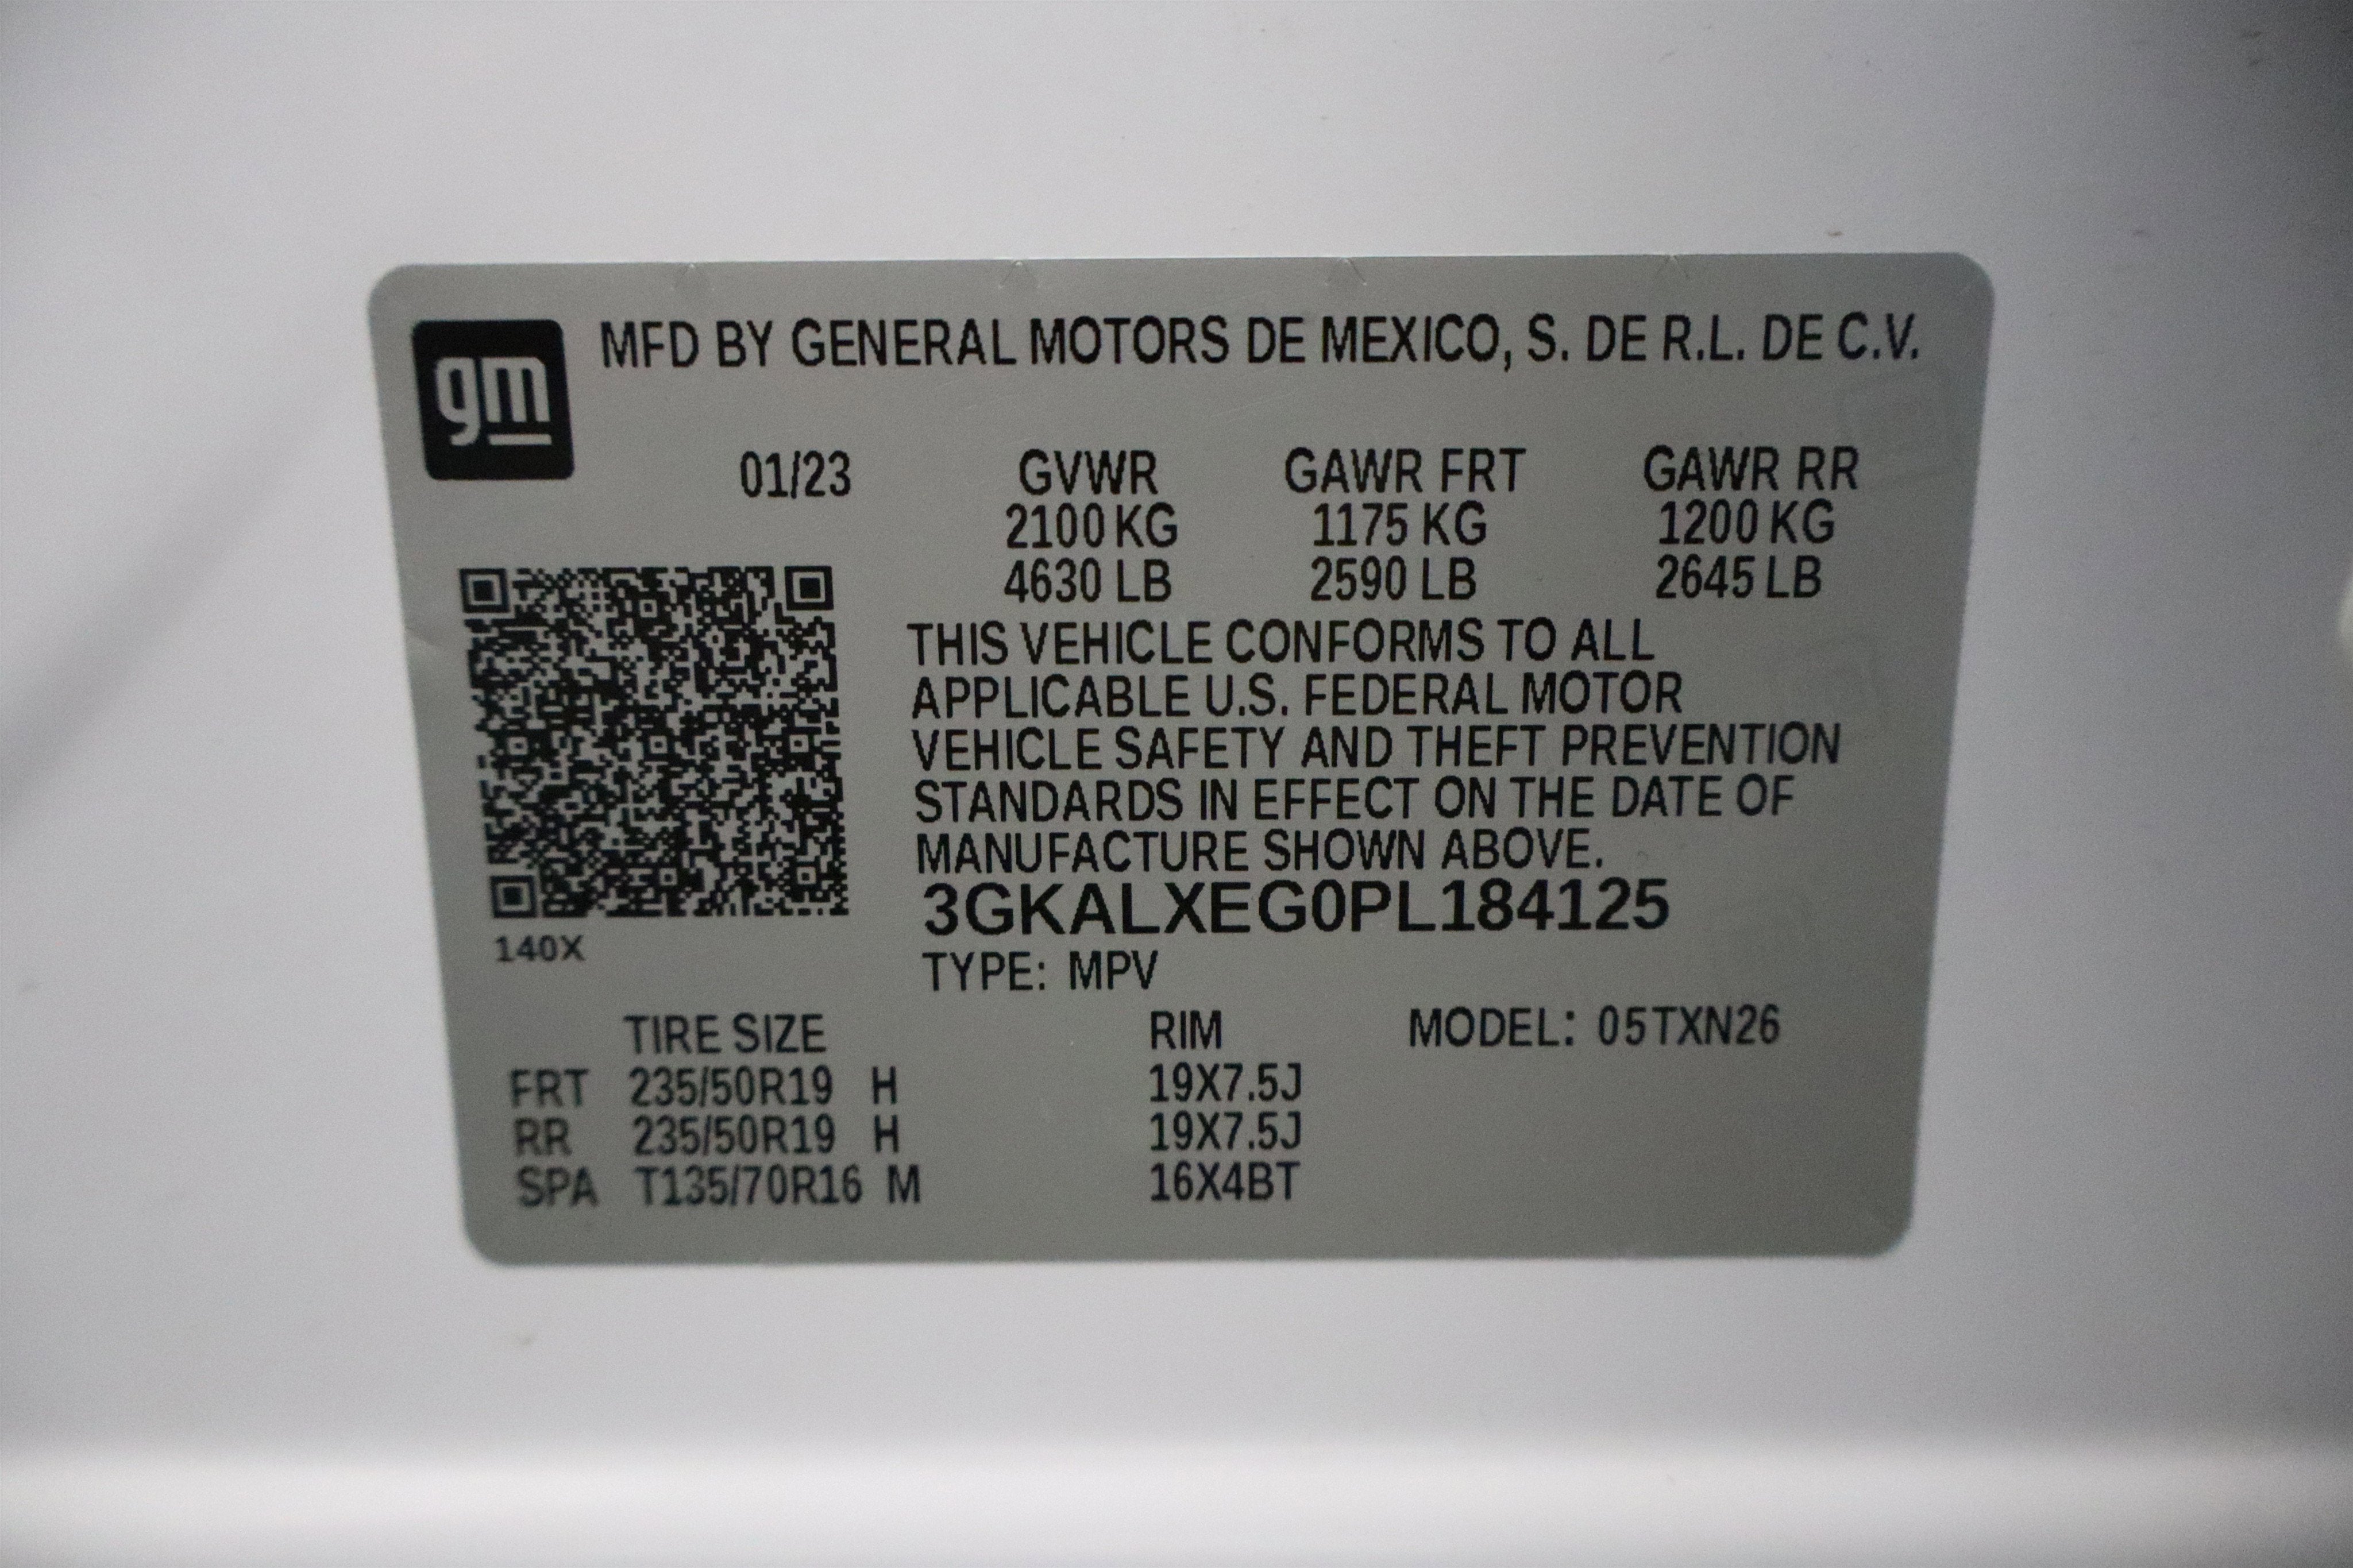 gm
MFD BY GENERAL MOTORS DE MEXICO, S. DE R.L. DE C.V.
01/23 GVWR GAWR FRT GAWR RR
2100 KG 1175 KG 1200 KG
4630 LB 2590 LB 2645 LB
THIS VEHICLE CONFORMS TO ALL
APPLICABLE U.S. FEDERAL MOTOR
VEHICLE SAFETY AND THEFT PREVENTION
STANDARDS IN EFFECT ON THE DATE OF
MANUFACTURE SHOWN ABOVE.
3GKALXEG0PL184125
140X
TYPE: MPV
TIRE SIZE RIM MODEL: 05TXN26
FRT 235/50R19 H 19X7.5J
RR 235/50R19 H 19X7.5J
SPA T135/70R16 M 16X4BT